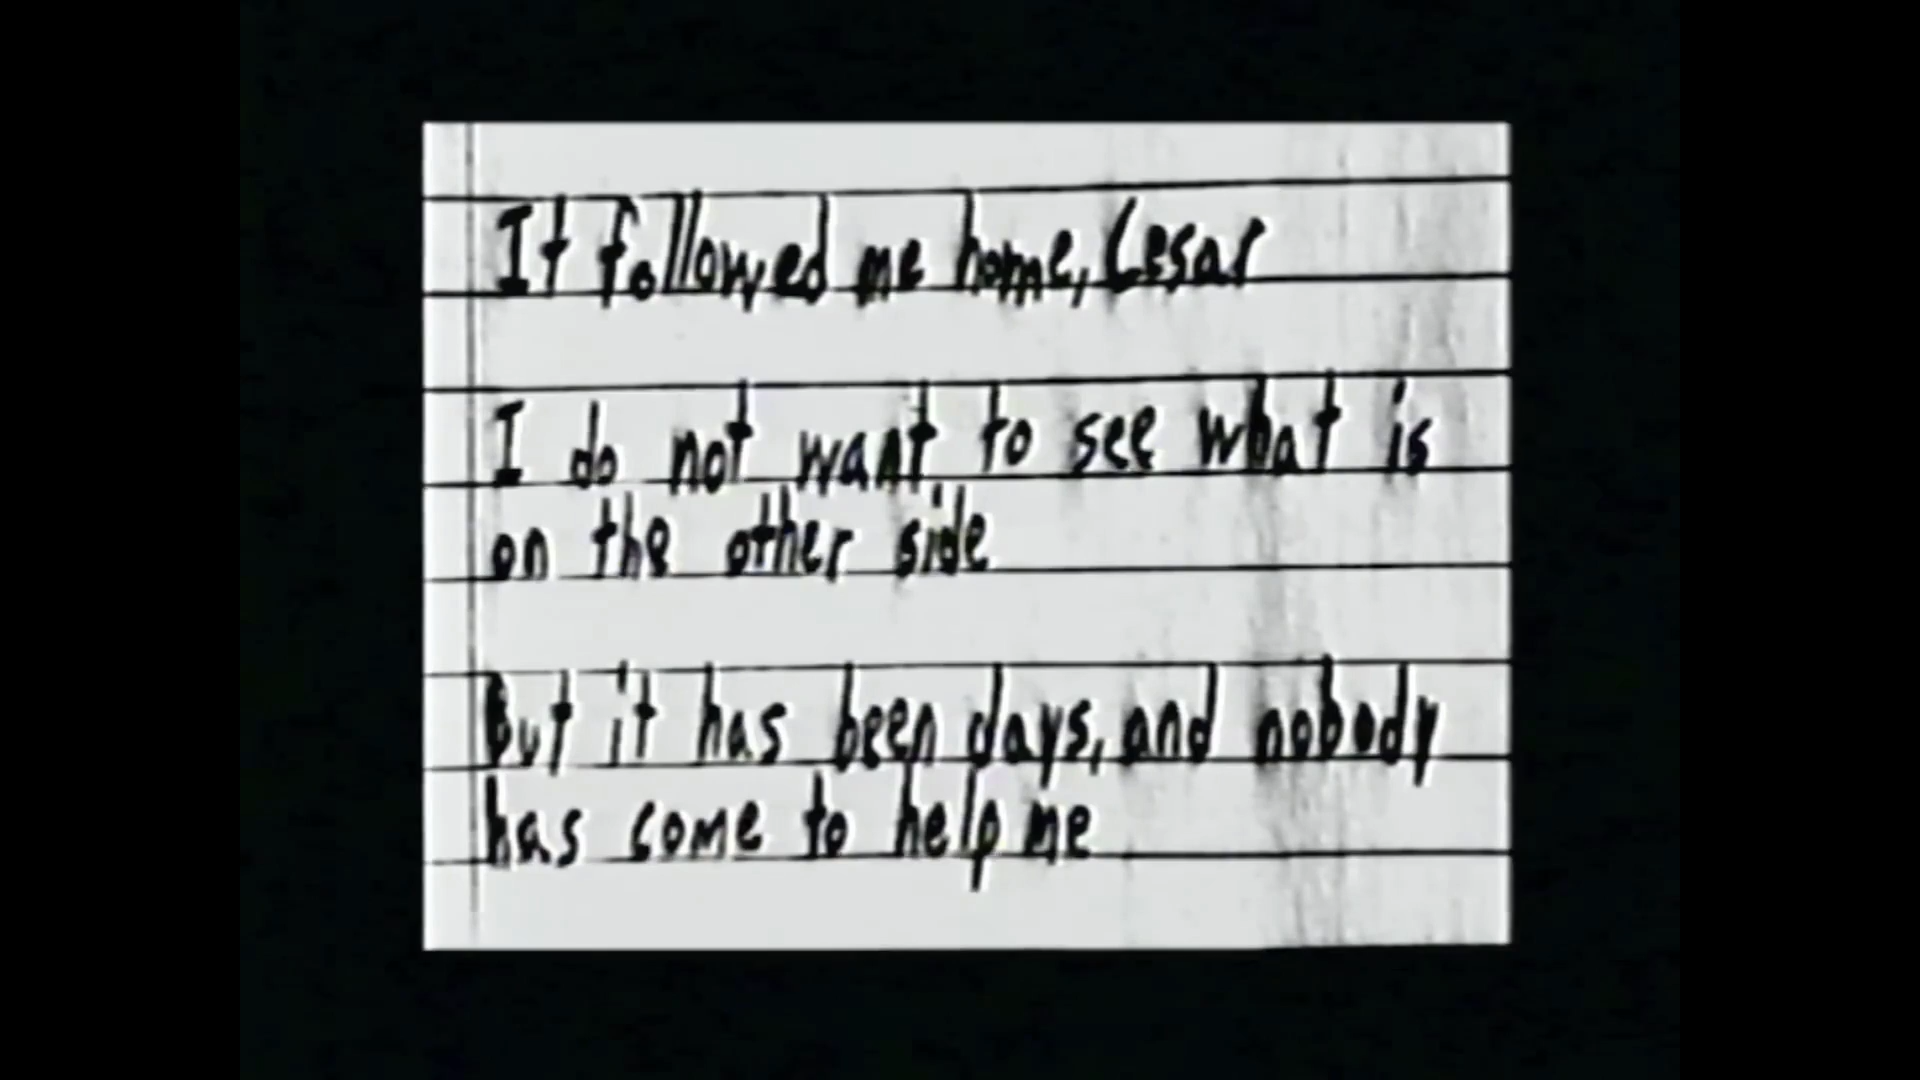 It followed me home, Cesar
I do not want to see what is
on the other side
But it has been days, and nobody
has come to help me